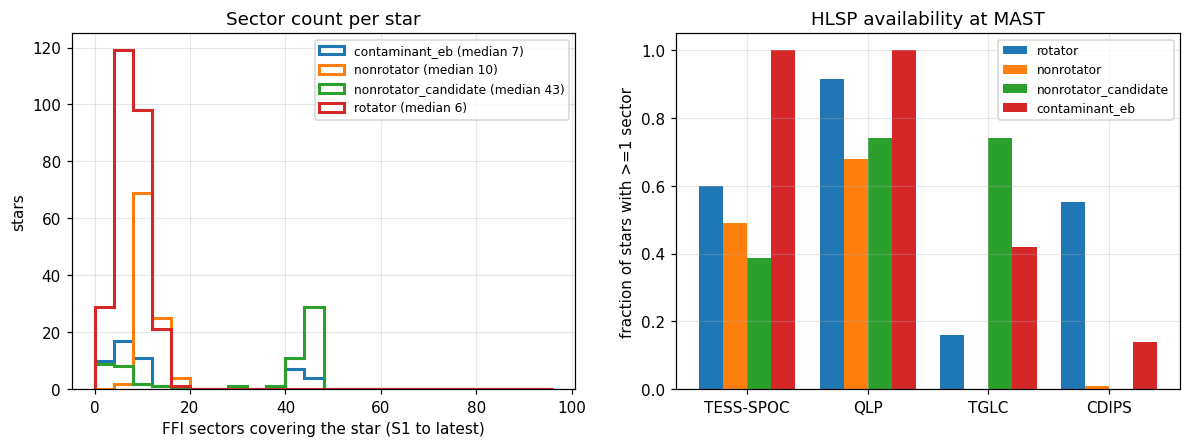 Sector count per star
120
100
80
60
40
20
0
stars
0 20 40 60 80 100
FFI sectors covering the star (S1 to latest)
contaminant_eb (median 7)
nonrotator (median 10)
nonrotator_candidate (median 43)
rotator (median 6)
HLSP availability at MAST
1.0
0.8
0.6
0.4
0.2
0.0
fraction of stars with >=1 sector
TESS-SPOC QLP TGLC CDIPS
rotator
nonrotator
nonrotator_candidate
contaminant_eb